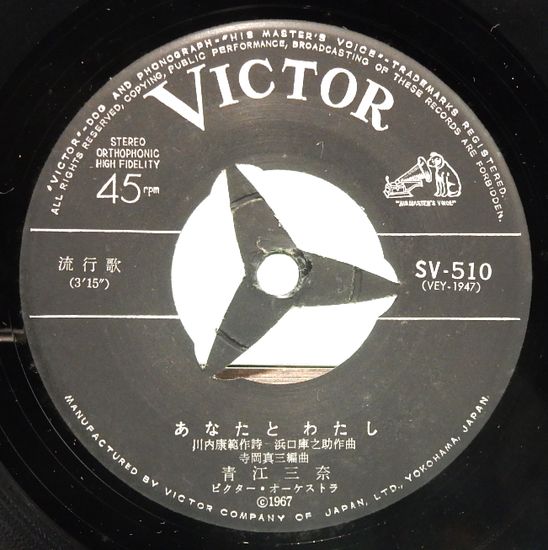 "VICTOR"-DOG AND PHONOGRAPH-"HIS MASTER'S VOICE"-TRADEMARKS REGISTERED.
ALL RIGHTS RESERVED, COPYING, PUBLIC PERFORMANCE, BROADCASTING OF THESE RECORDS ARE FORBIDDEN.
VICTOR
STEREO
ORTHOPHONIC
HIGH FIDELITY
45 rpm
"HIS MASTER'S VOICE"
流行歌
(3'15")
SV-510
(VEY-1947)
あなたと わたし
川内康範作詩 浜口庫之助作曲
寺岡真三編曲
青江三奈
ビクター・オーケストラ
©1967
MANUFACTURED BY VICTOR COMPANY OF JAPAN, LTD., YOKOHAMA, JAPAN.